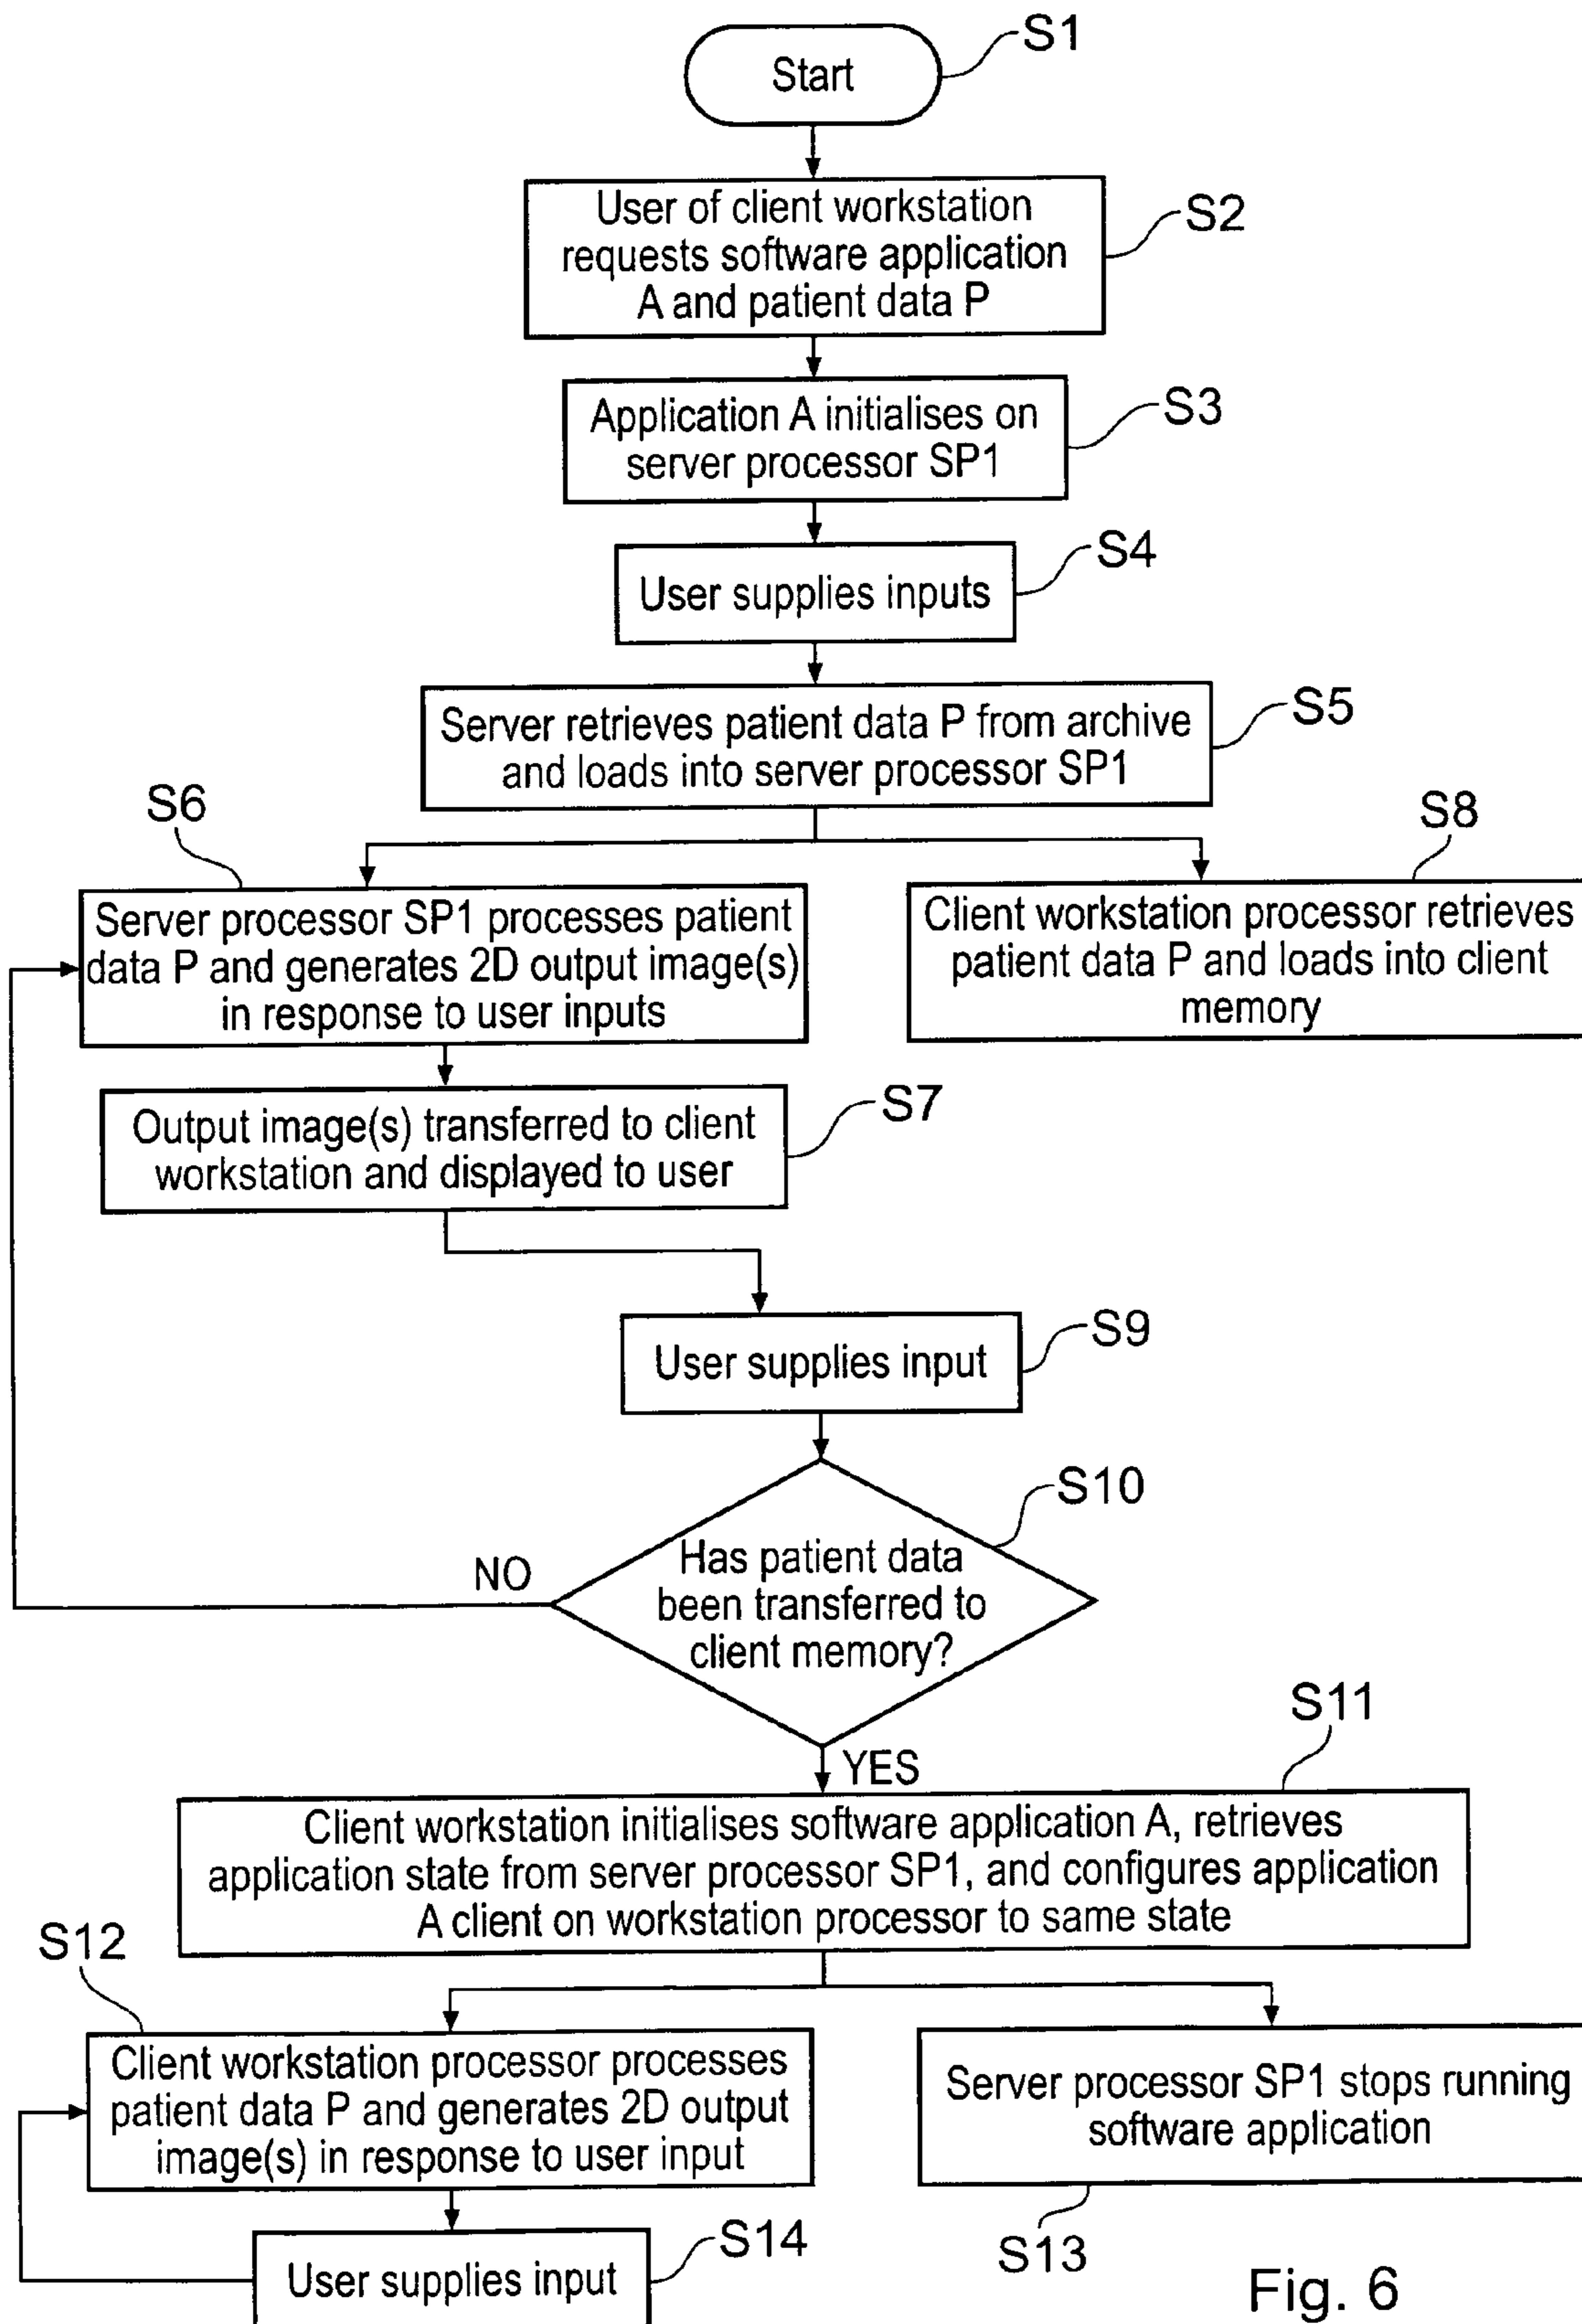 Start
S1
User of client workstation
requests software application
A and patient data P
S2
Application A initialises on
server processor SP1
S3
User supplies inputs
S4
Server retrieves patient data P from archive
and loads into server processor SP1
S5
S6
Server processor SP1 processes patient
data P and generates 2D output image(s)
in response to user inputs
S8
Client workstation processor retrieves
patient data P and loads into client
memory
Output image(s) transferred to client
workstation and displayed to user
S7
User supplies input
S9
Has patient data
been transferred to
client memory?
S10
NO
YES
S11
Client workstation initialises software application A, retrieves
application state from server processor SP1, and configures application
A client on workstation processor to same state
S12
Client workstation processor processes
patient data P and generates 2D output
image(s) in response to user input
Server processor SP1 stops running
software application
S13
User supplies input
S14
Fig. 6